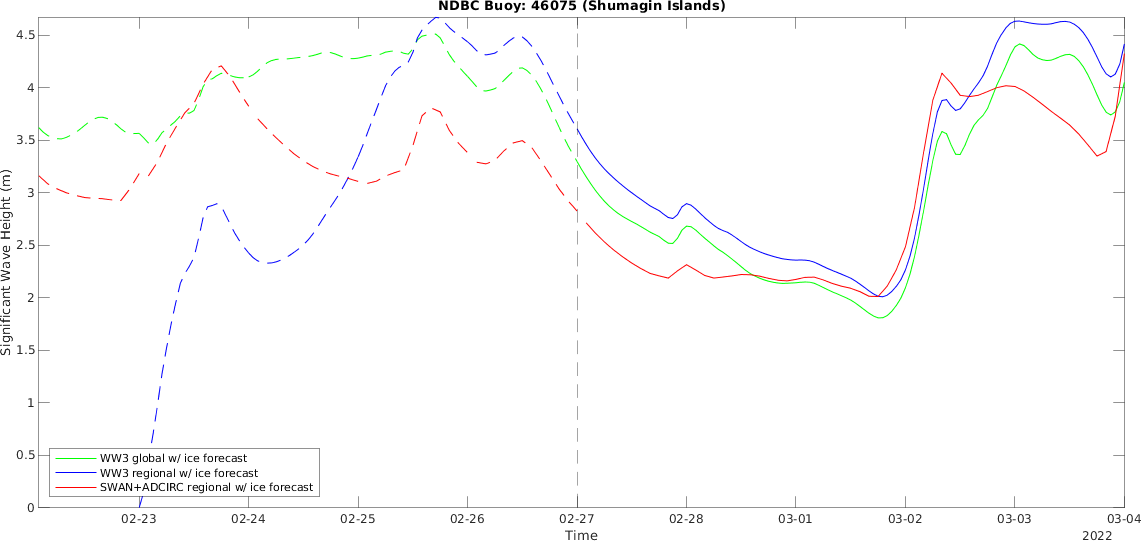 NDBC Buoy: 46075 (Shumagin Islands)
4.5
4
3.5
3
2.5
2
1.5
1
0.5
0
Significant Wave Height (m)
WW3 global w/ ice forecast
WW3 regional w/ ice forecast
SWAN+ADCIRC regional w/ ice forecast
02-23 02-24 02-25 02-26 02-27 02-28 03-01 03-02 03-03 03-04
Time
2022